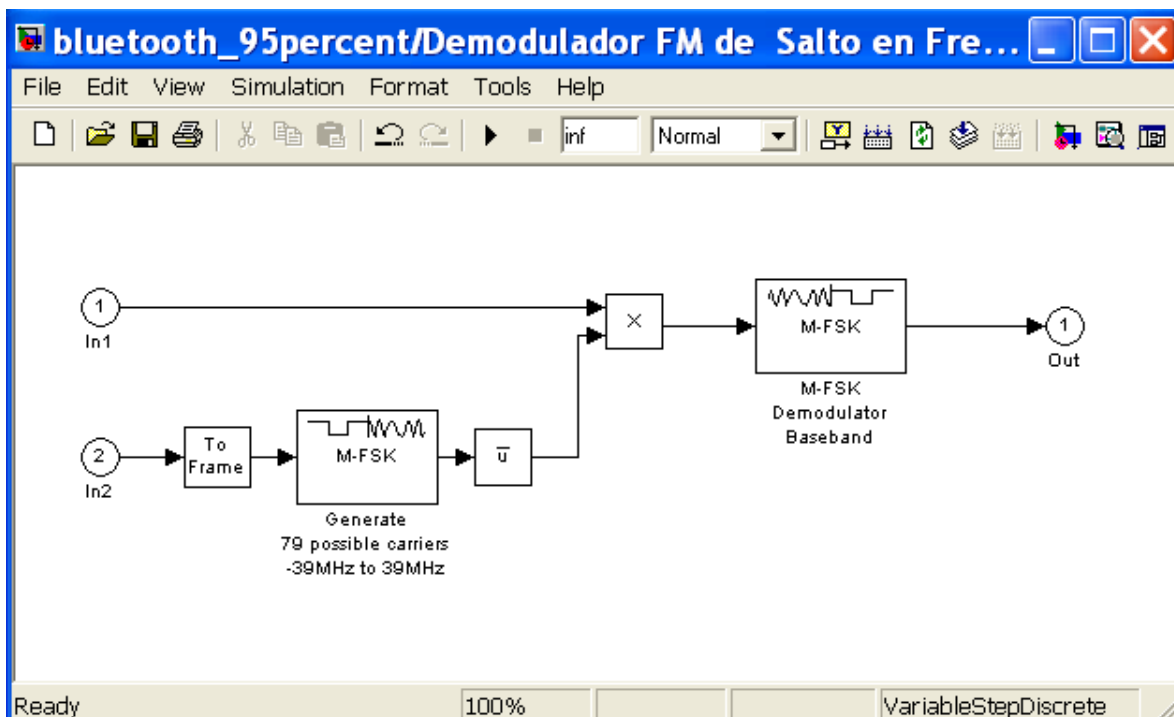 bluetooth_95percent/Demodulador FM de  Salto en Fre...
File Edit View Simulation Format Tools Help
inf Normal
1
In1
×
M-FSK
M-FSK
Demodulator
Baseband
1
Out
2
In2
To
Frame
M-FSK
u̅
Generate
79 possible carriers
-39MHz to 39MHz
Ready 100% VariableStepDiscrete